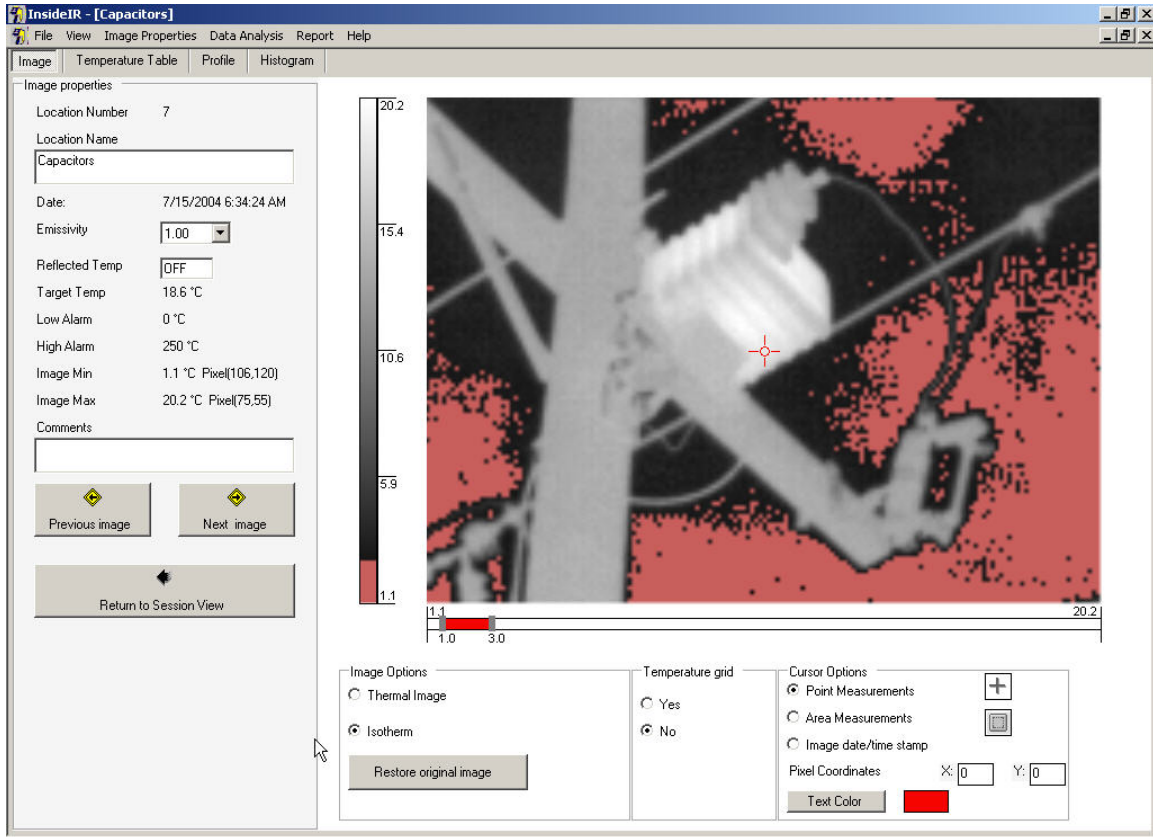 InsideIR - [Capacitors]
File View Image Properties Data Analysis Report Help
Image Temperature Table Profile Histogram
Image properties
Location Number 7
Location Name
Capacitors
Date: 7/15/2004 6:34:24 AM
Emissivity 1.00
Reflected Temp OFF
Target Temp 18.6 °C
Low Alarm 0 °C
High Alarm 250 °C
Image Min 1.1 °C Pixel(106,120)
Image Max 20.2 °C Pixel(75,55)
Comments
Previous image
Next image
Return to Session View
20.2
15.4
10.6
5.9
1.1
1.1 20.2
1.0 3.0
Image Options
Thermal Image
Isotherm
Restore original image
Temperature grid
Yes
No
Cursor Options
Point Measurements
Area Measurements
Image date/time stamp
Pixel Coordinates X: 0 Y: 0
Text Color